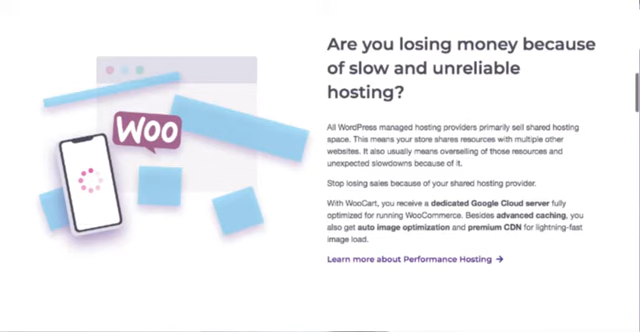 Are you losing money because
of slow and unreliable
hosting?
WOO
All WordPress managed hosting providers primarily sell shared hosting
space. This means your store shares resources with multiple other
websites. It also usually means overselling of those resources and
unexpected slowdowns because of it.
Stop losing sales because of your shared hosting provider.
With WooCart, you receive a dedicated Google Cloud server fully
optimized for running WooCommerce. Besides advanced caching, you
also get auto image optimization and premium CDN for lightning-fast
image load.
Learn more about Performance Hosting →